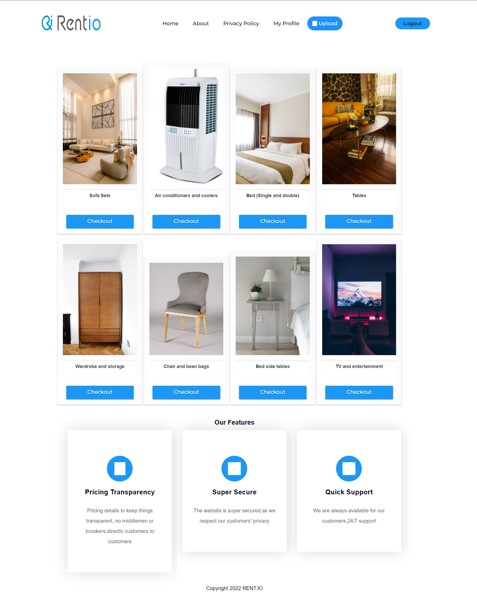 Rentio
Home About Privacy Policy My Profile Upload Logout
Sofa Sets
Air conditionars and coolers
Bed (Single and double)
Tables
Checkout Checkout Checkout Checkout
Wardrobe and storage
Chair and bean bags
Bed side tables
TV and entertainment
Checkout Checkout Checkout Checkout
Our Features
Pricing Transparency
Pricing details to keep things
transparent, no middlemen or
brookers,directly customers to
customers
Super Secure
The website is super secured,as we
respect our customers' privacy
Quick Support
We are always available for our
customers,24/7 support
Copyright 2022 RENT.IO